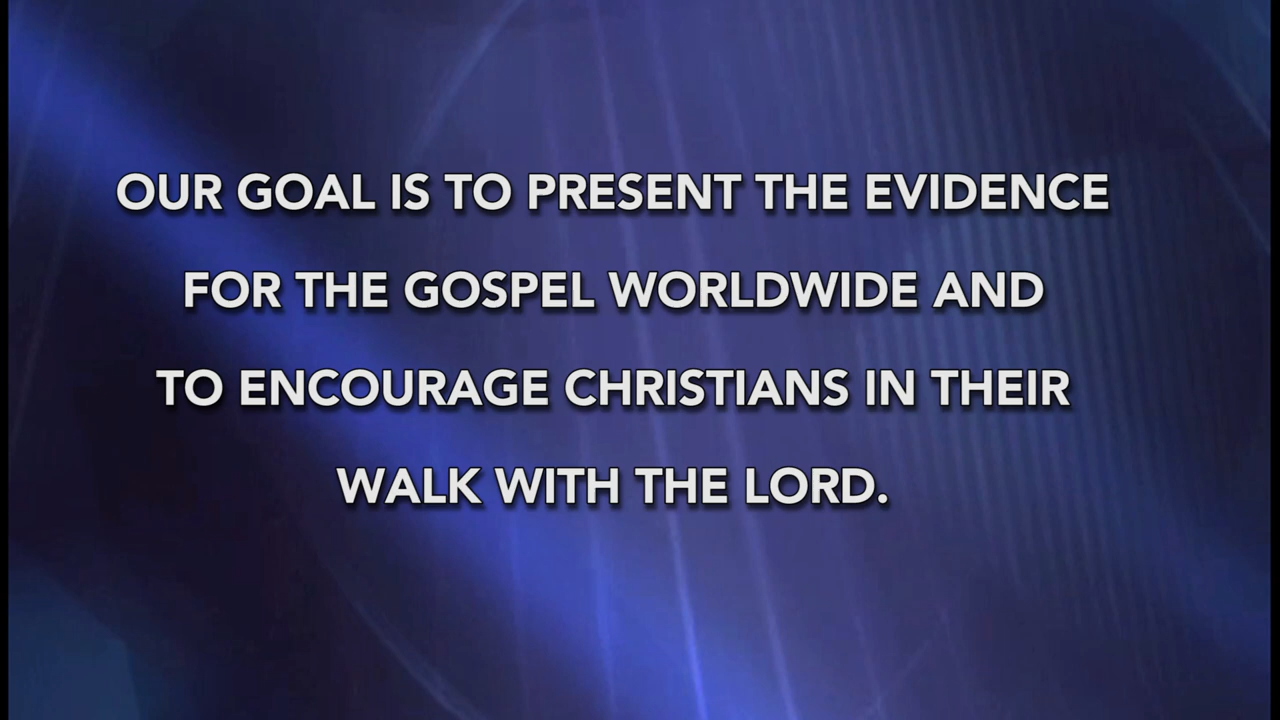 OUR GOAL IS TO PRESENT THE EVIDENCE
FOR THE GOSPEL WORLDWIDE AND
TO ENCOURAGE CHRISTIANS IN THEIR
WALK WITH THE LORD.